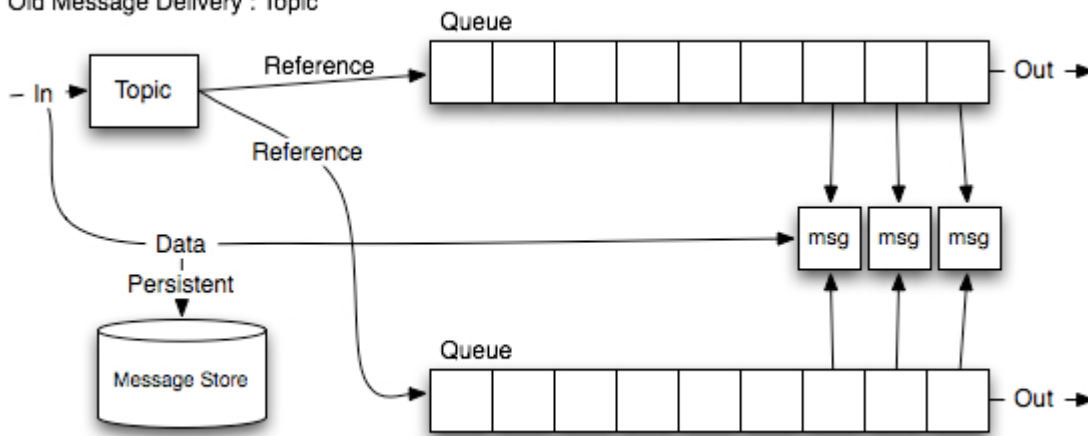 Old Message Delivery : Topic
Queue
In
Topic
Reference
Out
Reference
msg
msg
msg
Data
Persistent
Message Store
Queue
Out